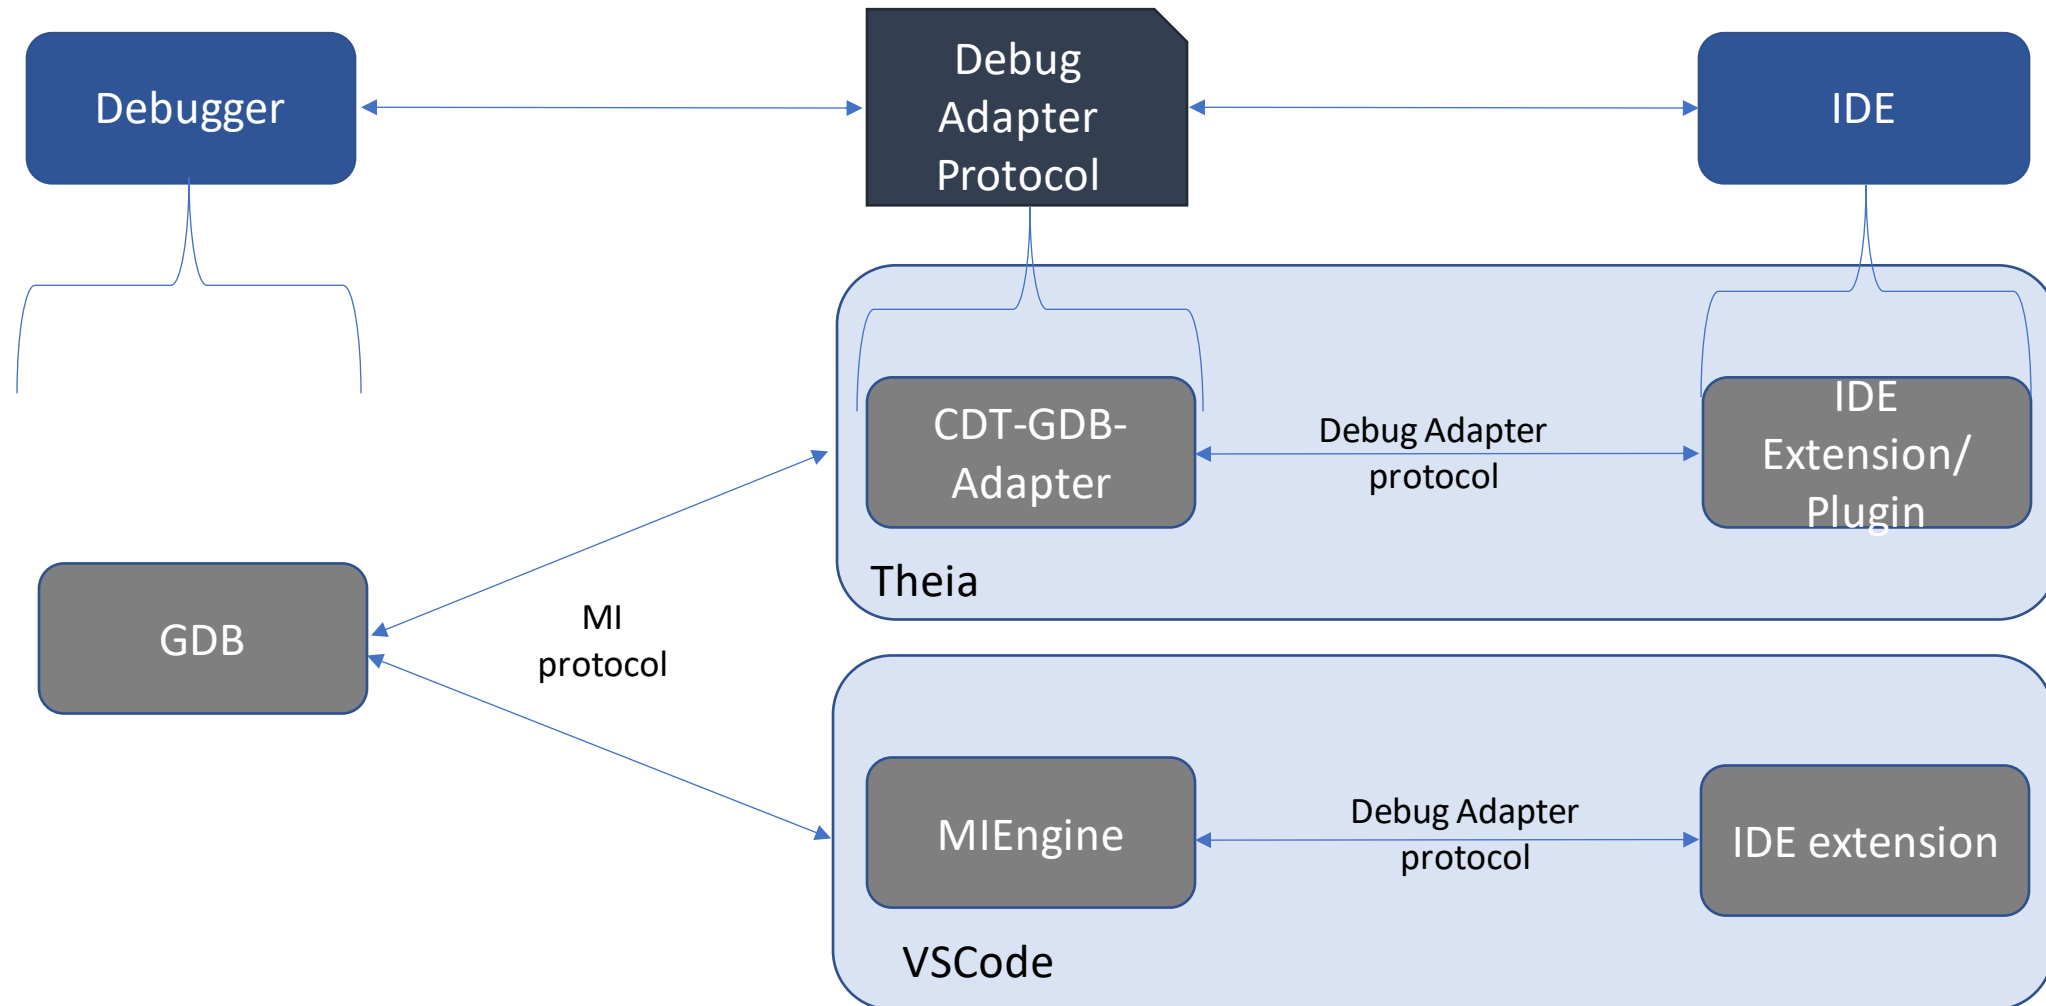 Debugger
Debug
Adapter
Protocol
IDE
CDT-GDB-
Adapter
Debug Adapter
protocol
IDE
Extension/
Plugin
Theia
GDB
MI
protocol
MIEngine
Debug Adapter
protocol
IDE extension
VSCode